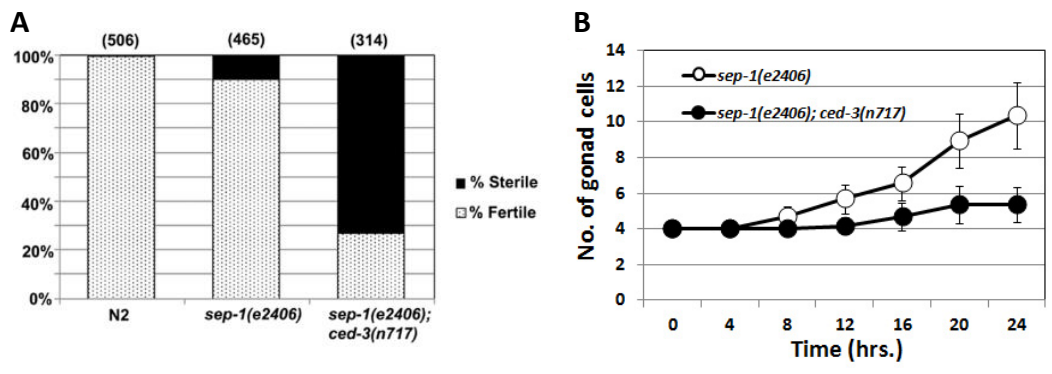 A
(506) (465) (314)
100%
80%
60%
40%
20%
0%
N2
sep-1(e2406)
sep-1(e2406);
ced-3(n717)
% Sterile
% Fertile
B
No. of gonad cells
14
12
10
8
6
4
2
0
sep-1(e2406)
sep-1(e2406); ced-3(n717)
0 4 8 12 16 20 24
Time (hrs.)